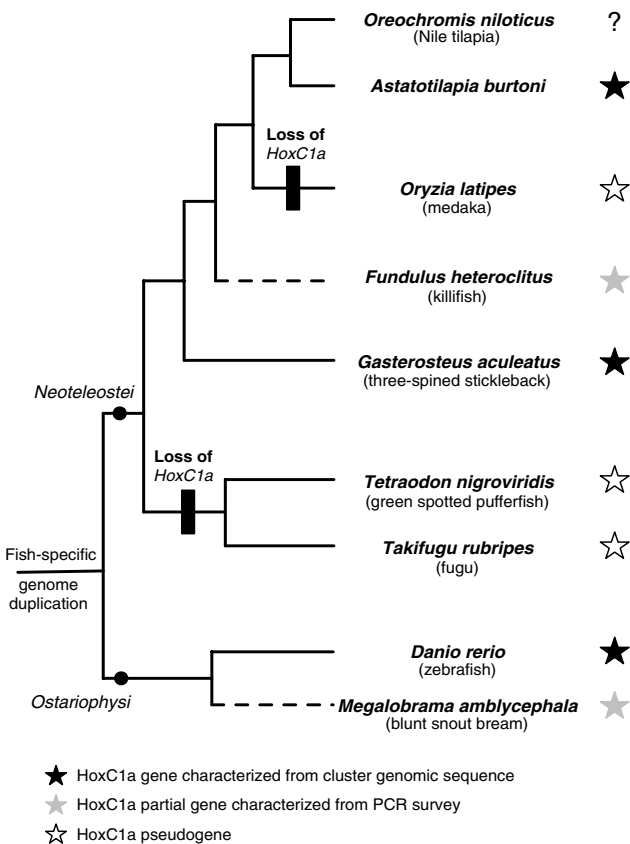 Oreochromis niloticus
(Nile tilapia)
?
Astatotilapia burtoni
Loss of
HoxC1a
Oryzia latipes
(medaka)
Fundulus heteroclitus
(killifish)
Gasterosteus aculeatus
(three-spined stickleback)
Neoteleostei
Loss of
HoxC1a
Tetraodon nigroviridis
(green spotted pufferfish)
Takifugu rubripes
(fugu)
Fish-specific
genome
duplication
Danio rerio
(zebrafish)
Ostariophysi
Megalobrama amblycephala
(blunt snout bream)
HoxC1a gene characterized from cluster genomic sequence
HoxC1a partial gene characterized from PCR survey
HoxC1a pseudogene